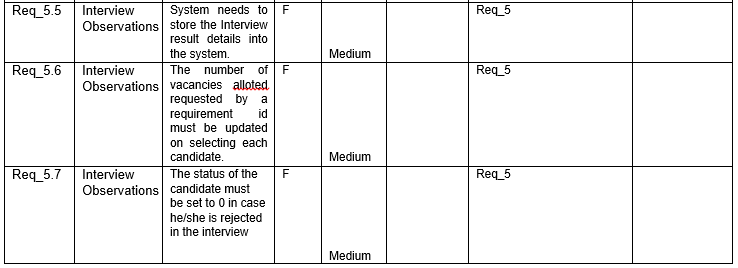 Req_5.5 Interview Observations System needs to store the Interview result details into the system. F Medium Req_5
Req_5.6 Interview Observations The number of vacancies alloted requested by a requirement id must be updated on selecting each candidate. F Medium Req_5
Req_5.7 Interview Observations The status of the candidate must be set to 0 in case he/she is rejected in the interview F Medium Req_5